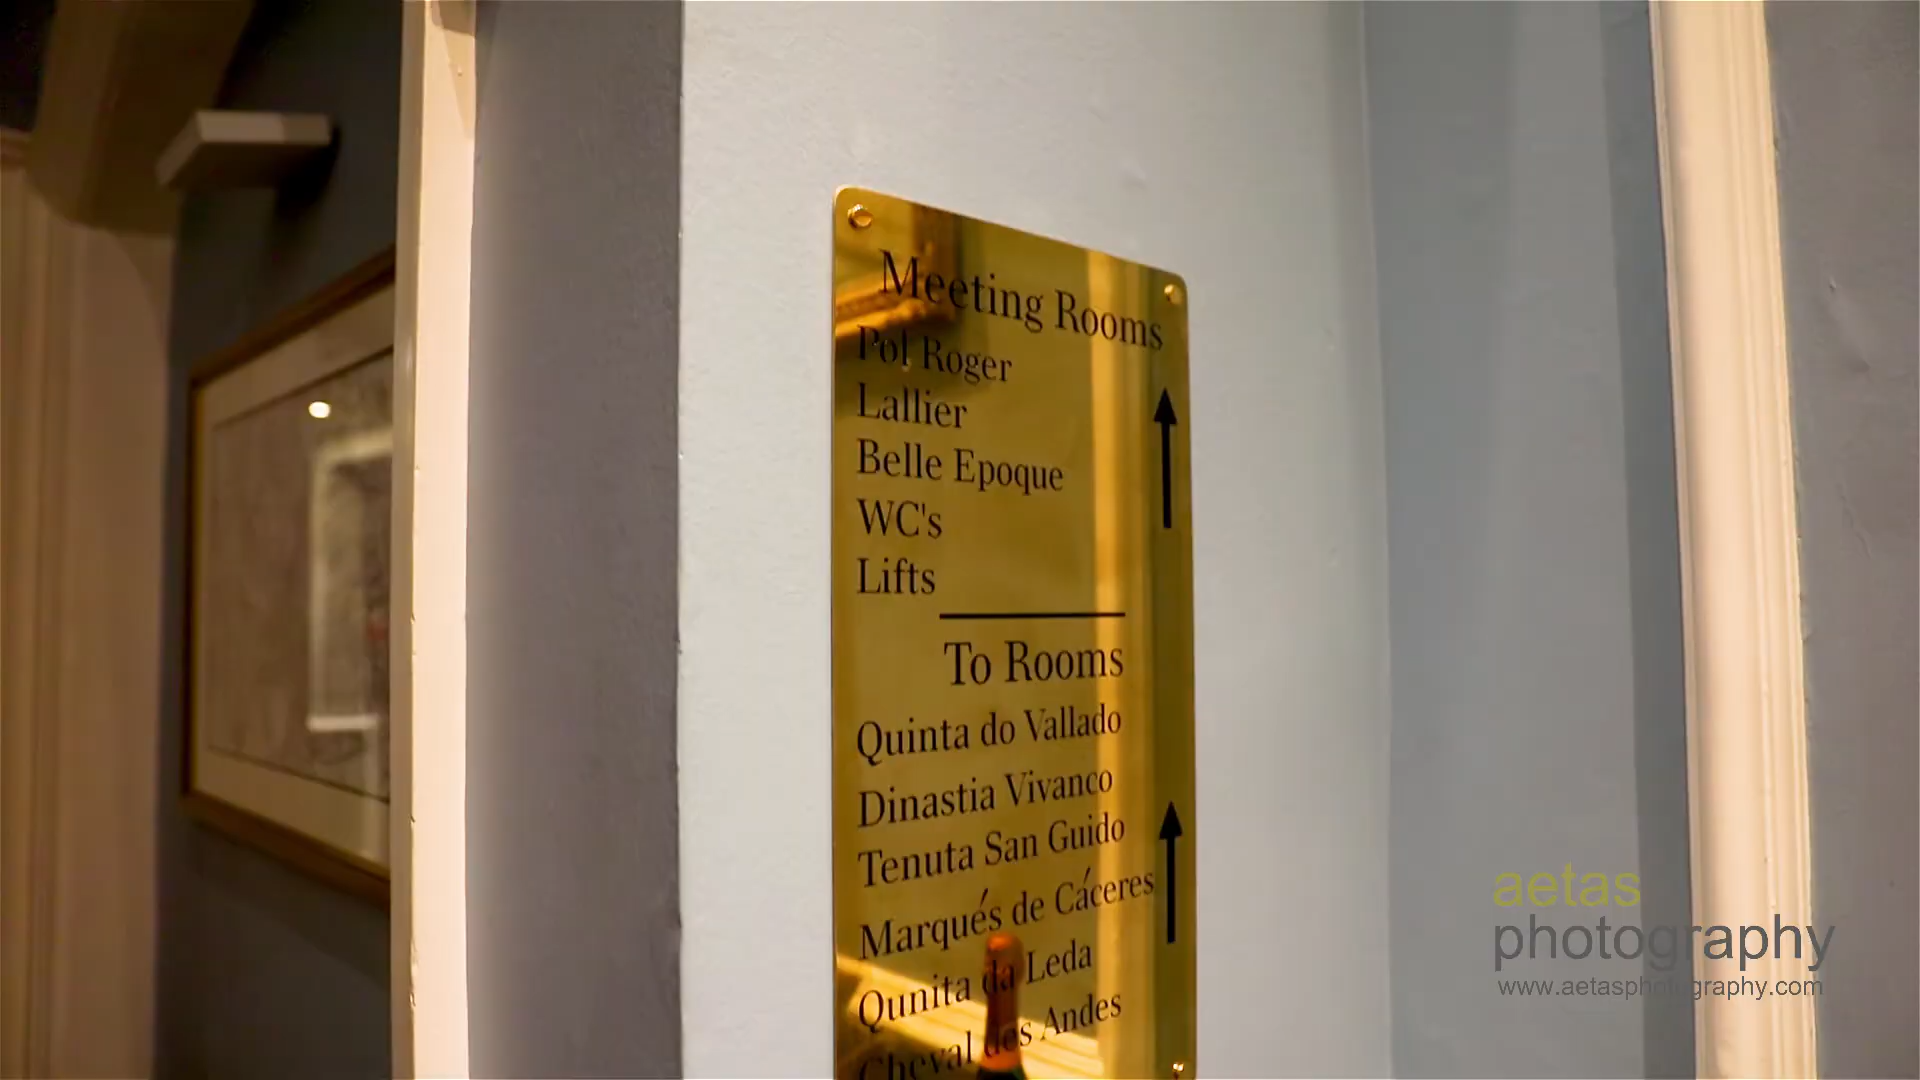 Meeting Rooms
Pol Roger
Lallier
Belle Epoque
WC's
Lifts
To Rooms
Quinta do Vallado
Dinastia Vivanco
Tenuta San Guido
Marqués de Cáceres
Qunita da Leda
Cheval des Andes
aetas
photography
www.aetasphotography.com